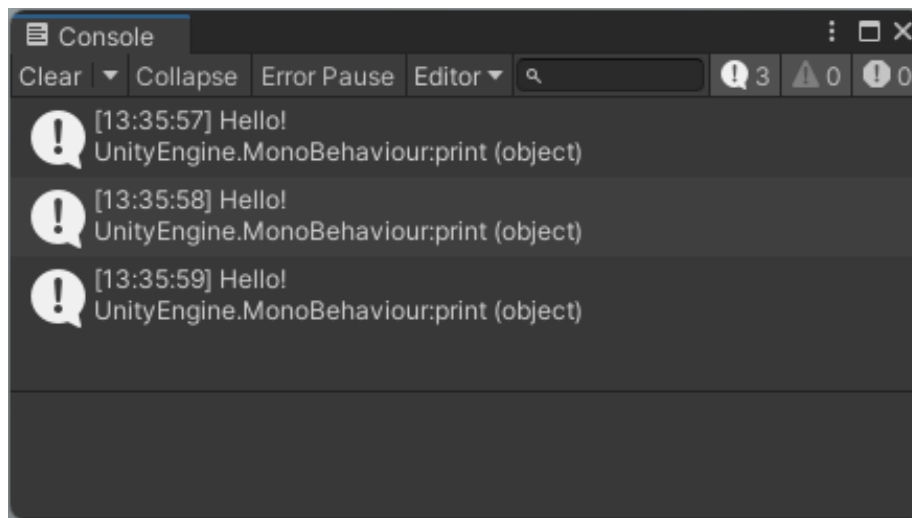 Console
Clear Collapse Error Pause Editor 3 0 0
[13:35:57] Hello!
UnityEngine.MonoBehaviour:print (object)
[13:35:58] Hello!
UnityEngine.MonoBehaviour:print (object)
[13:35:59] Hello!
UnityEngine.MonoBehaviour:print (object)